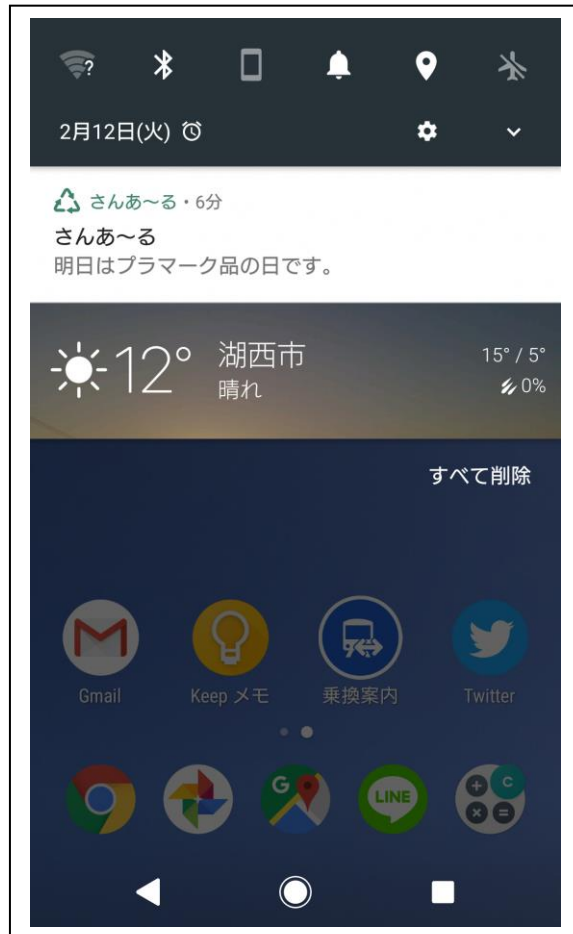 ?
2月12日(火)
さんあ～る・6分
さんあ～る
明日はプラマーク品の日です。
12° 湖西市 15° / 5°
晴れ 0%
すべて削除
Gmail Keep メモ 乗換案内 Twitter
G LINE + C × =